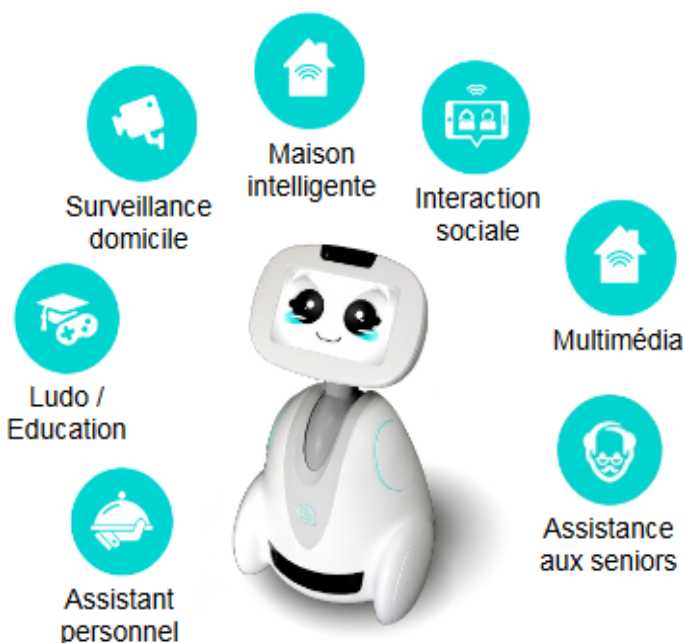 Maison
intelligente
Surveillance
domicile
Interaction
sociale
Multimédia
Ludo /
Education
Assistance
aux seniors
Assistant
personnel